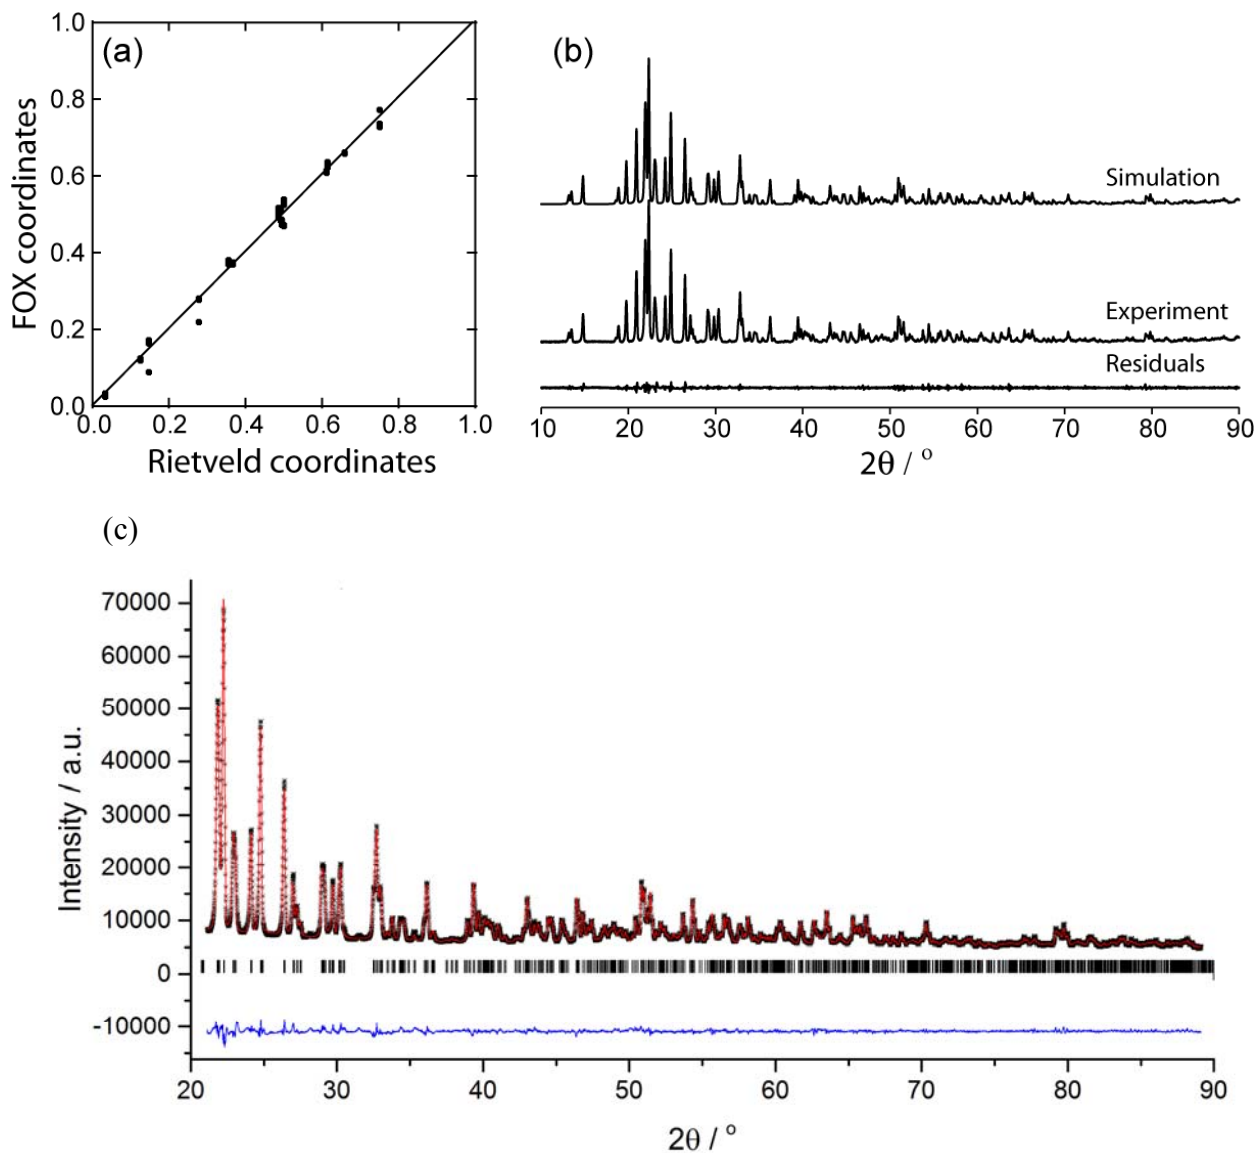 (a)
1.0
0.8
0.6
0.4
0.2
0.0
FOX coordinates
0.0 0.2 0.4 0.6 0.8 1.0
Rietveld coordinates
(b)
Simulation
Experiment
Residuals
10 20 30 40 50 60 70 80 90
2θ / °
(c)
70000
60000
50000
40000
30000
20000
10000
0
-10000
Intensity / a.u.
20 30 40 50 60 70 80 90
2θ / °